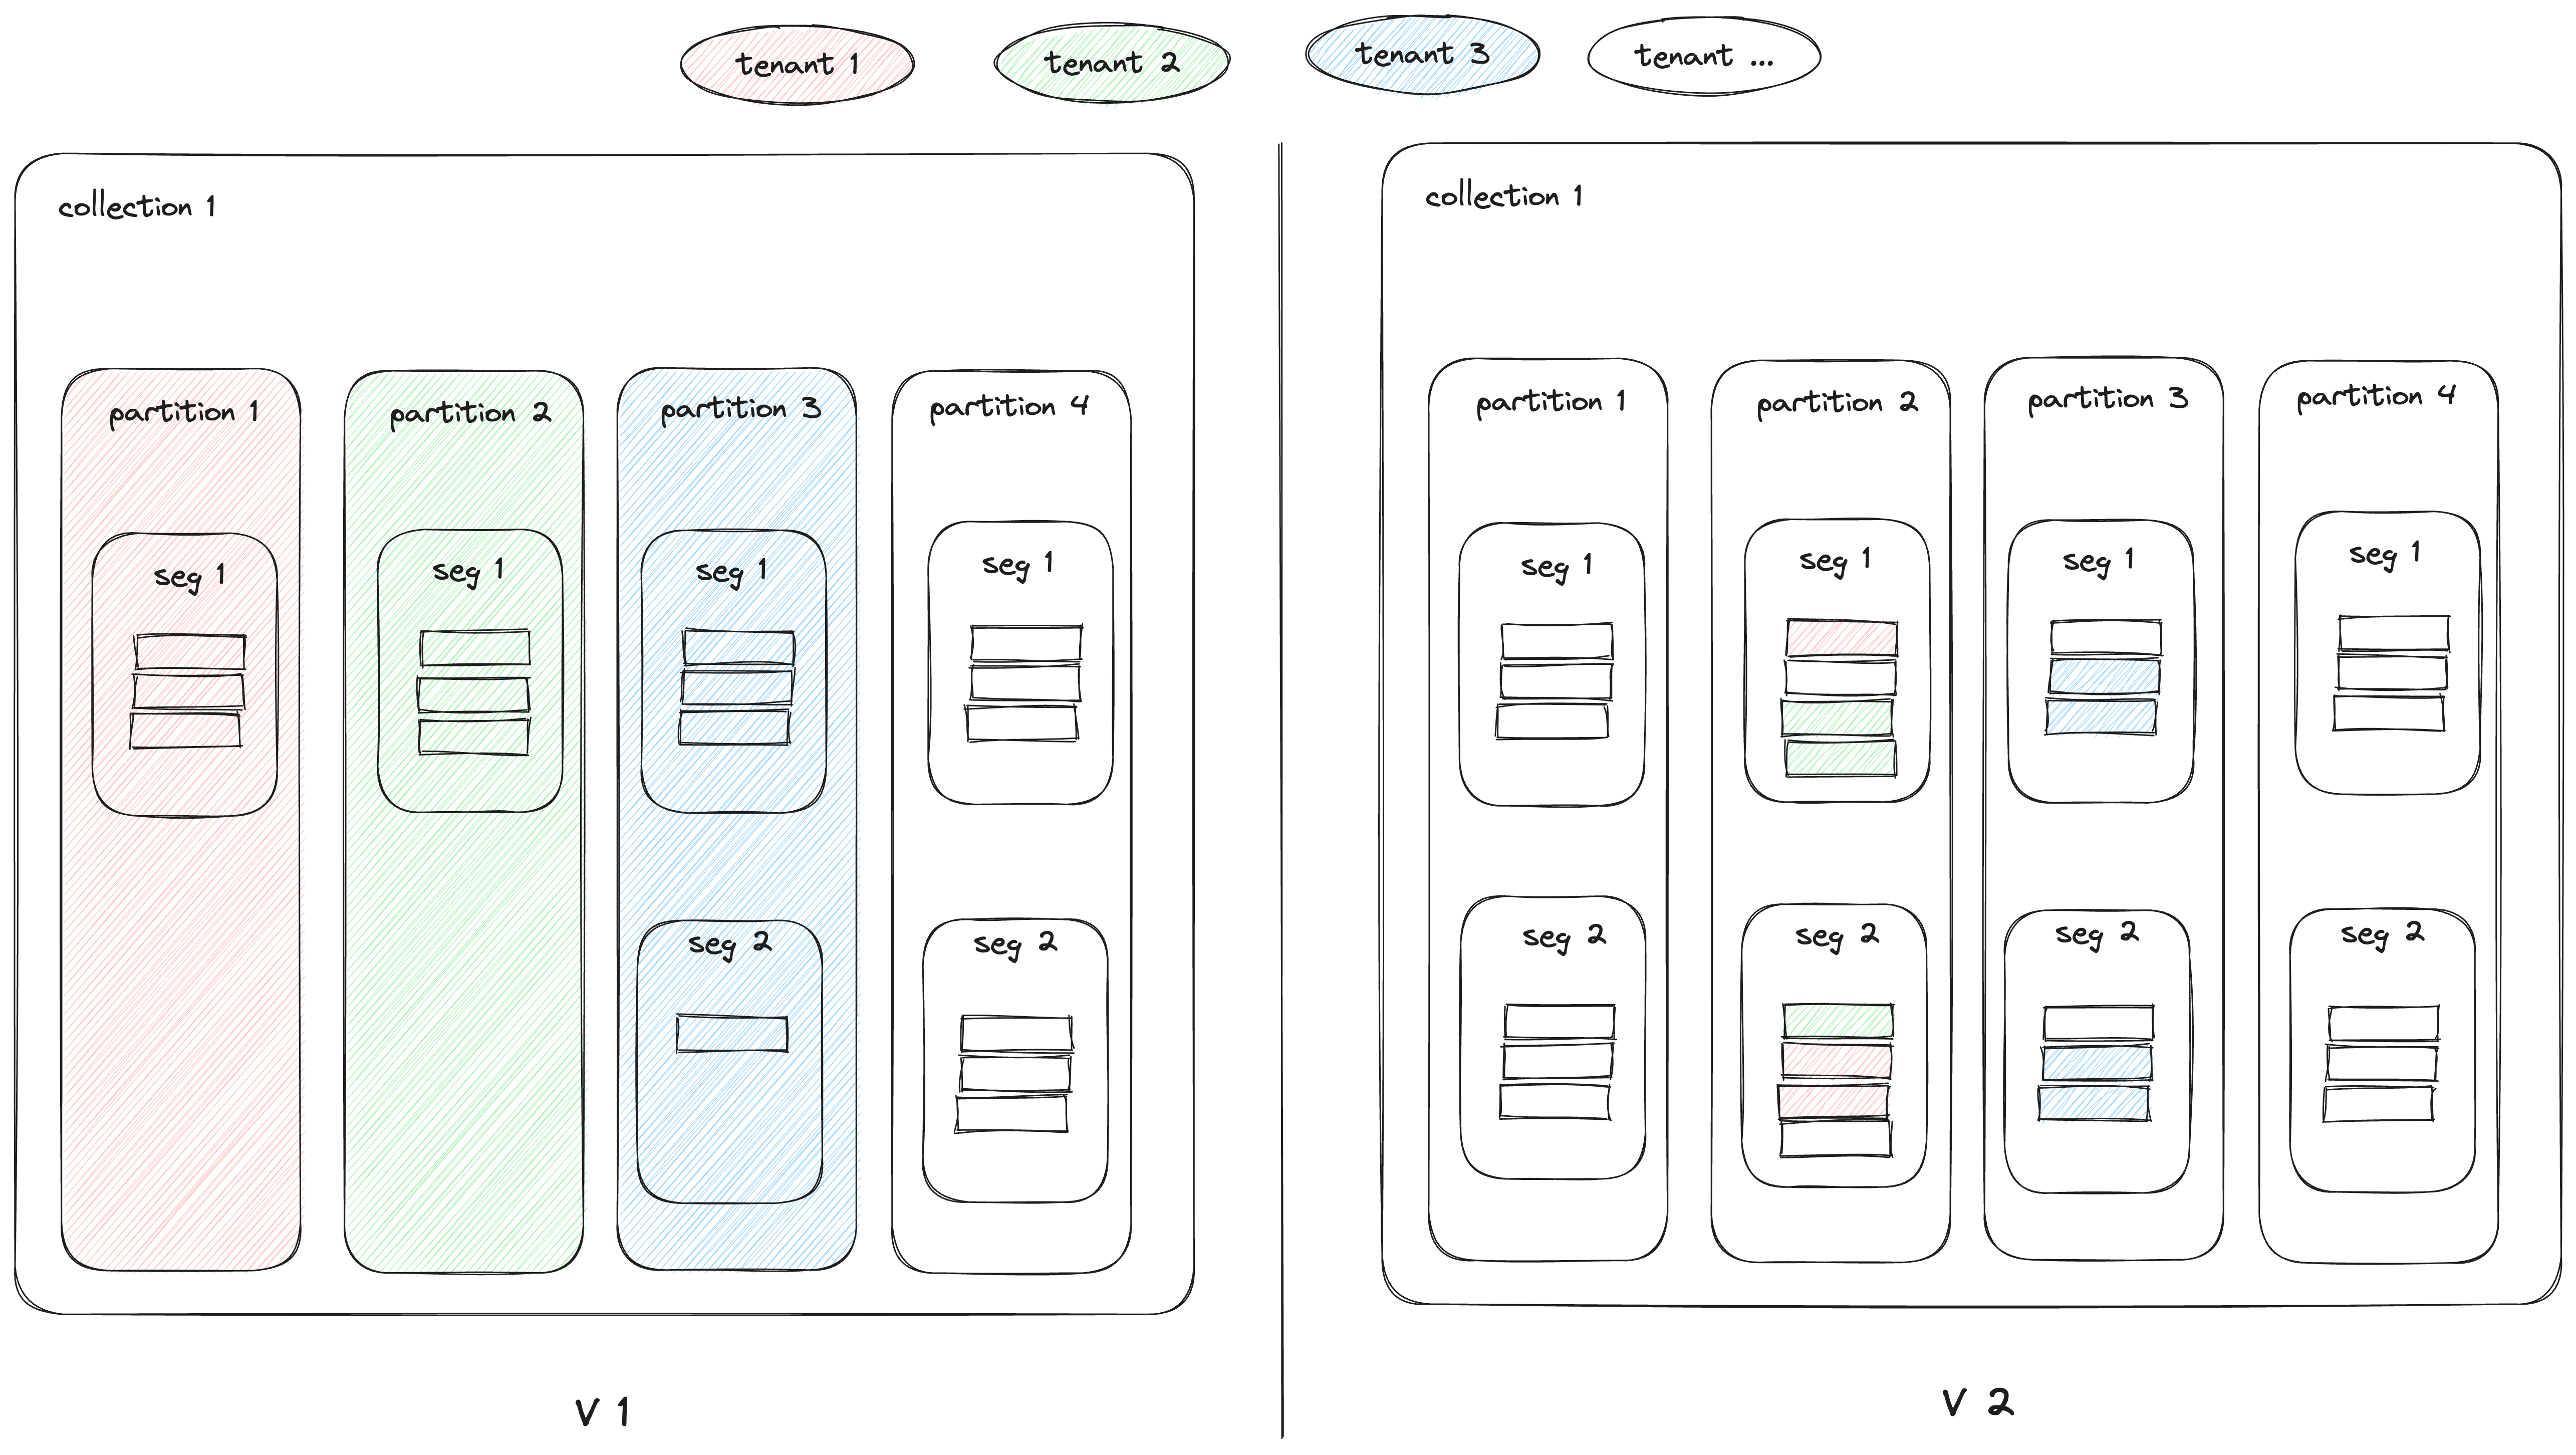 tenant 1
tenant 2
tenant 3
tenant ...
collection 1
partition 1
partition 2
partition 3
partition 4
seg 1
seg 1
seg 1
seg 1
seg 2
seg 2
V 1
collection 1
partition 1
partition 2
partition 3
partition 4
seg 1
seg 1
seg 1
seg 1
seg 2
seg 2
seg 2
seg 2
V 2